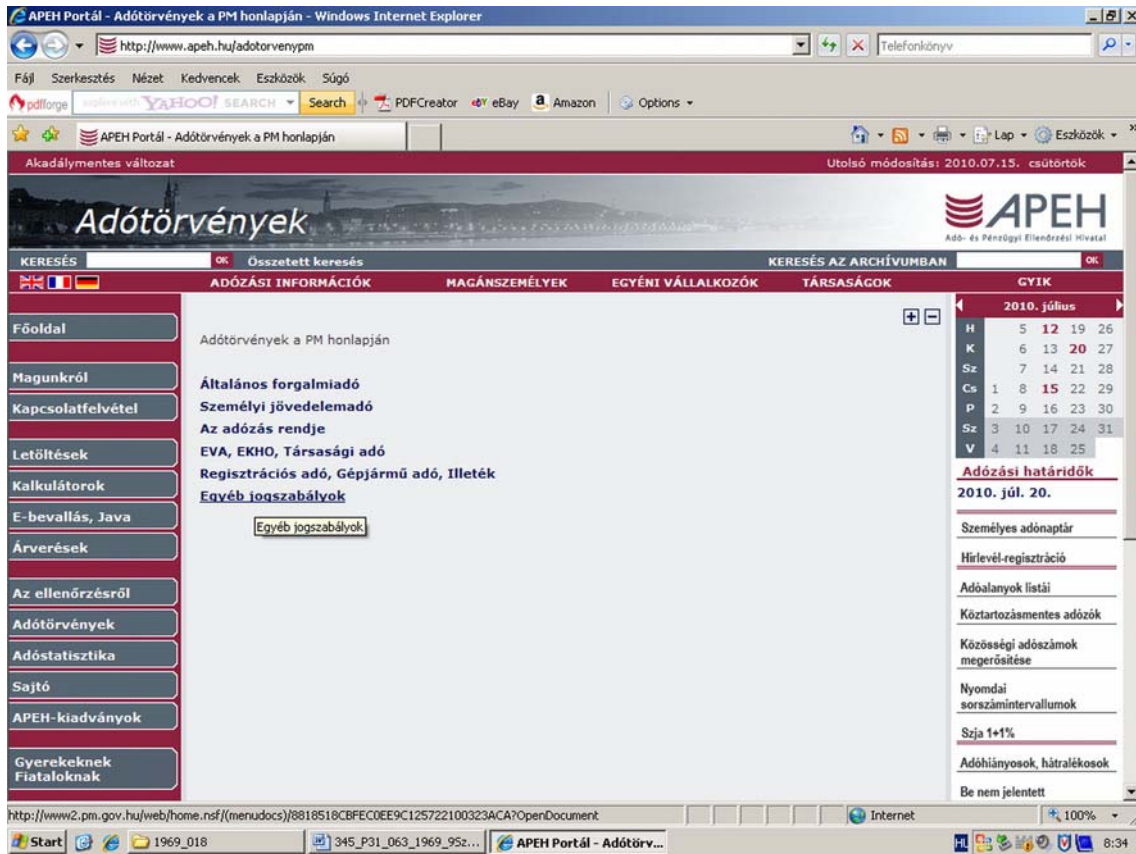 APEH Portál - Adótörvények a PM honlapján - Windows Internet Explorer
http://www.apeh.hu/adotorvenypm
Telefonkönyv
Fájl Szerkesztés Nézet Kedvencek Eszközök Súgó
pdfforge YAHOO! SEARCH Search PDFCreator eBay Amazon Options
APEH Portál - Adótörvények a PM honlapján
Lap Eszközök »
Akadálymentes változat
Utolsó módosítás: 2010.07.15. csütörtök
Adótörvények
APEH
Adó- és Pénzügyi Ellenőrzési Hivatal
KERESÉS OK Összetett keresés
KERESÉS AZ ARCHÍVUMBAN OK
ADÓZÁSI INFORMÁCIÓK MAGÁNSZEMÉLYEK EGYÉNI VÁLLALKOZÓK TÁRSASÁGOK GYIK
Főoldal
Magunkról
Kapcsolatfelvétel
Letöltések
Kalkulátorok
E-bevallás, Java
Árverések
Az ellenőrzésről
Adótörvények
Adóstatisztika
Sajtó
APEH-kiadványok
Gyerekeknek
Fiataloknak
Adótörvények a PM honlapján
Általános forgalmiadó
Személyi jövedelemadó
Az adózás rendje
EVA, EKHO, Társasági adó
Regisztrációs adó, Gépjármű adó, Illeték
Egyéb jogszabályok
Egyéb jogszabályok
2010. július
H 5 12 19 26
K 6 13 20 27
Sz 7 14 21 28
Cs 1 8 15 22 29
P 2 9 16 23 30
Sz 3 10 17 24 31
V 4 11 18 25
Adózási határidők
2010. júl. 20.
Személyes adónaptár
Hírlevél-regisztráció
Adóalanyok listái
Köztartozásmentes adózók
Közösségi adószámok
megerősítése
Nyomdai
sorszámintervallumok
Szja 1+1%
Adóhiányosok, hátralékosok
Be nem jelentett
http://www2.pm.gov.hu/web/home.nsf/(menudocs)/8818518CBFEC0EE9C125722100323ACA?OpenDocument
Internet
100%
Start 1969_018 345_P31_063_1969_95z... APEH Portál - Adótörv... HU 8:34